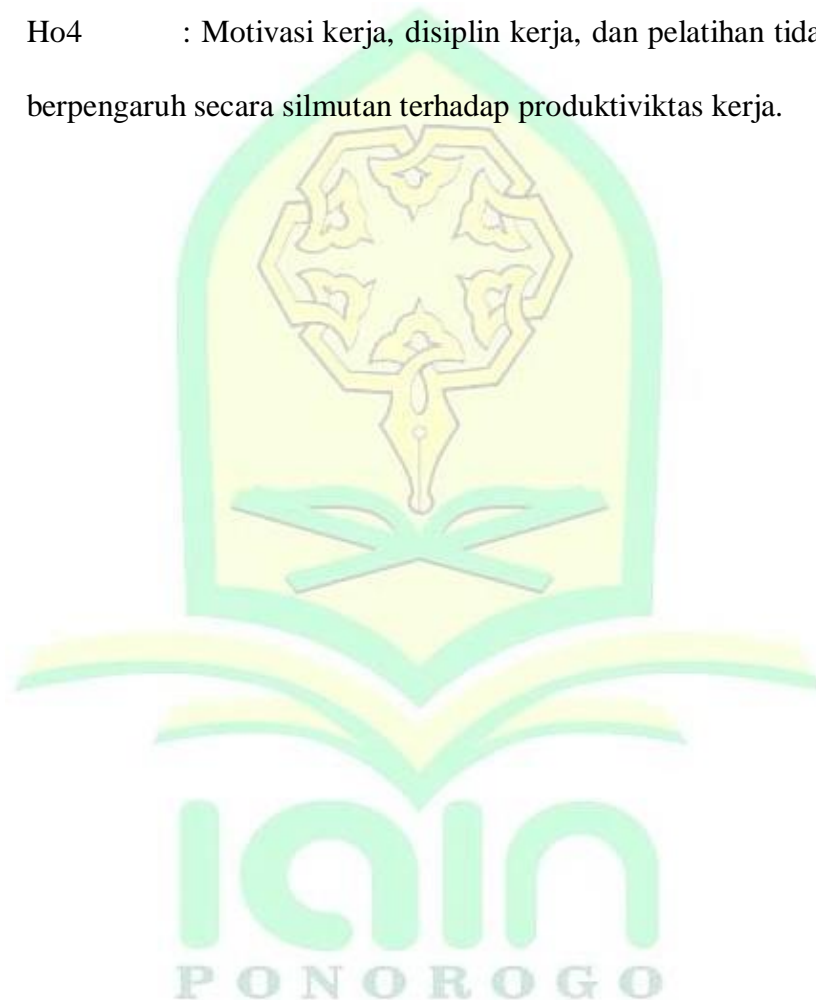 Ho4 : Motivasi kerja, disiplin kerja, dan pelatihan tida
berpengaruh secara silmutan terhadap produktiviktas kerja.
iain
PONOROGO